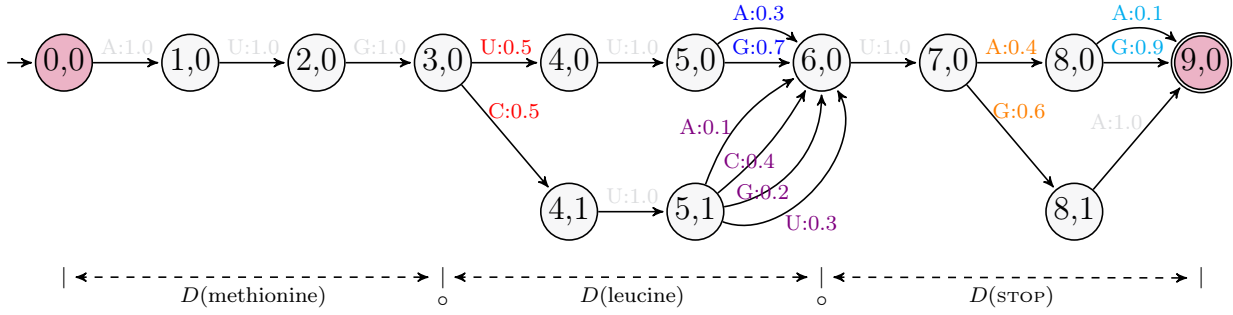 A:0.3
A:0.1
0,0 A:1.0 1,0 U:1.0 2,0 G:1.0 3,0 U:0.5 4,0 U:1.0 5,0 G:0.7 6,0 U:1.0 7,0 A:0.4 8,0 G:0.9 9,0
C:0.5 G:0.6 A:1.0
A:0.1
C:0.4
G:0.2
4,1 U:1.0 5,1 U:0.3 8,1
D(methionine) ∘ D(leucine) ∘ D(STOP)